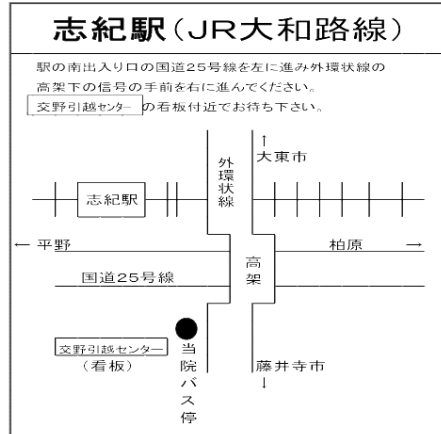 志紀駅(JR大和路線)
駅の南出入り口の国道25号線を左に進み外環状線の
高架下の信号の手前を右に進んでください。
交野引越センター の看板付近でお待ち下さい。
↑
大東市
外環状線
志紀駅
← 平野
柏原 →
高架
国道25号線
交野引越センター
(看板)
当院バス停
藤井寺市
↓